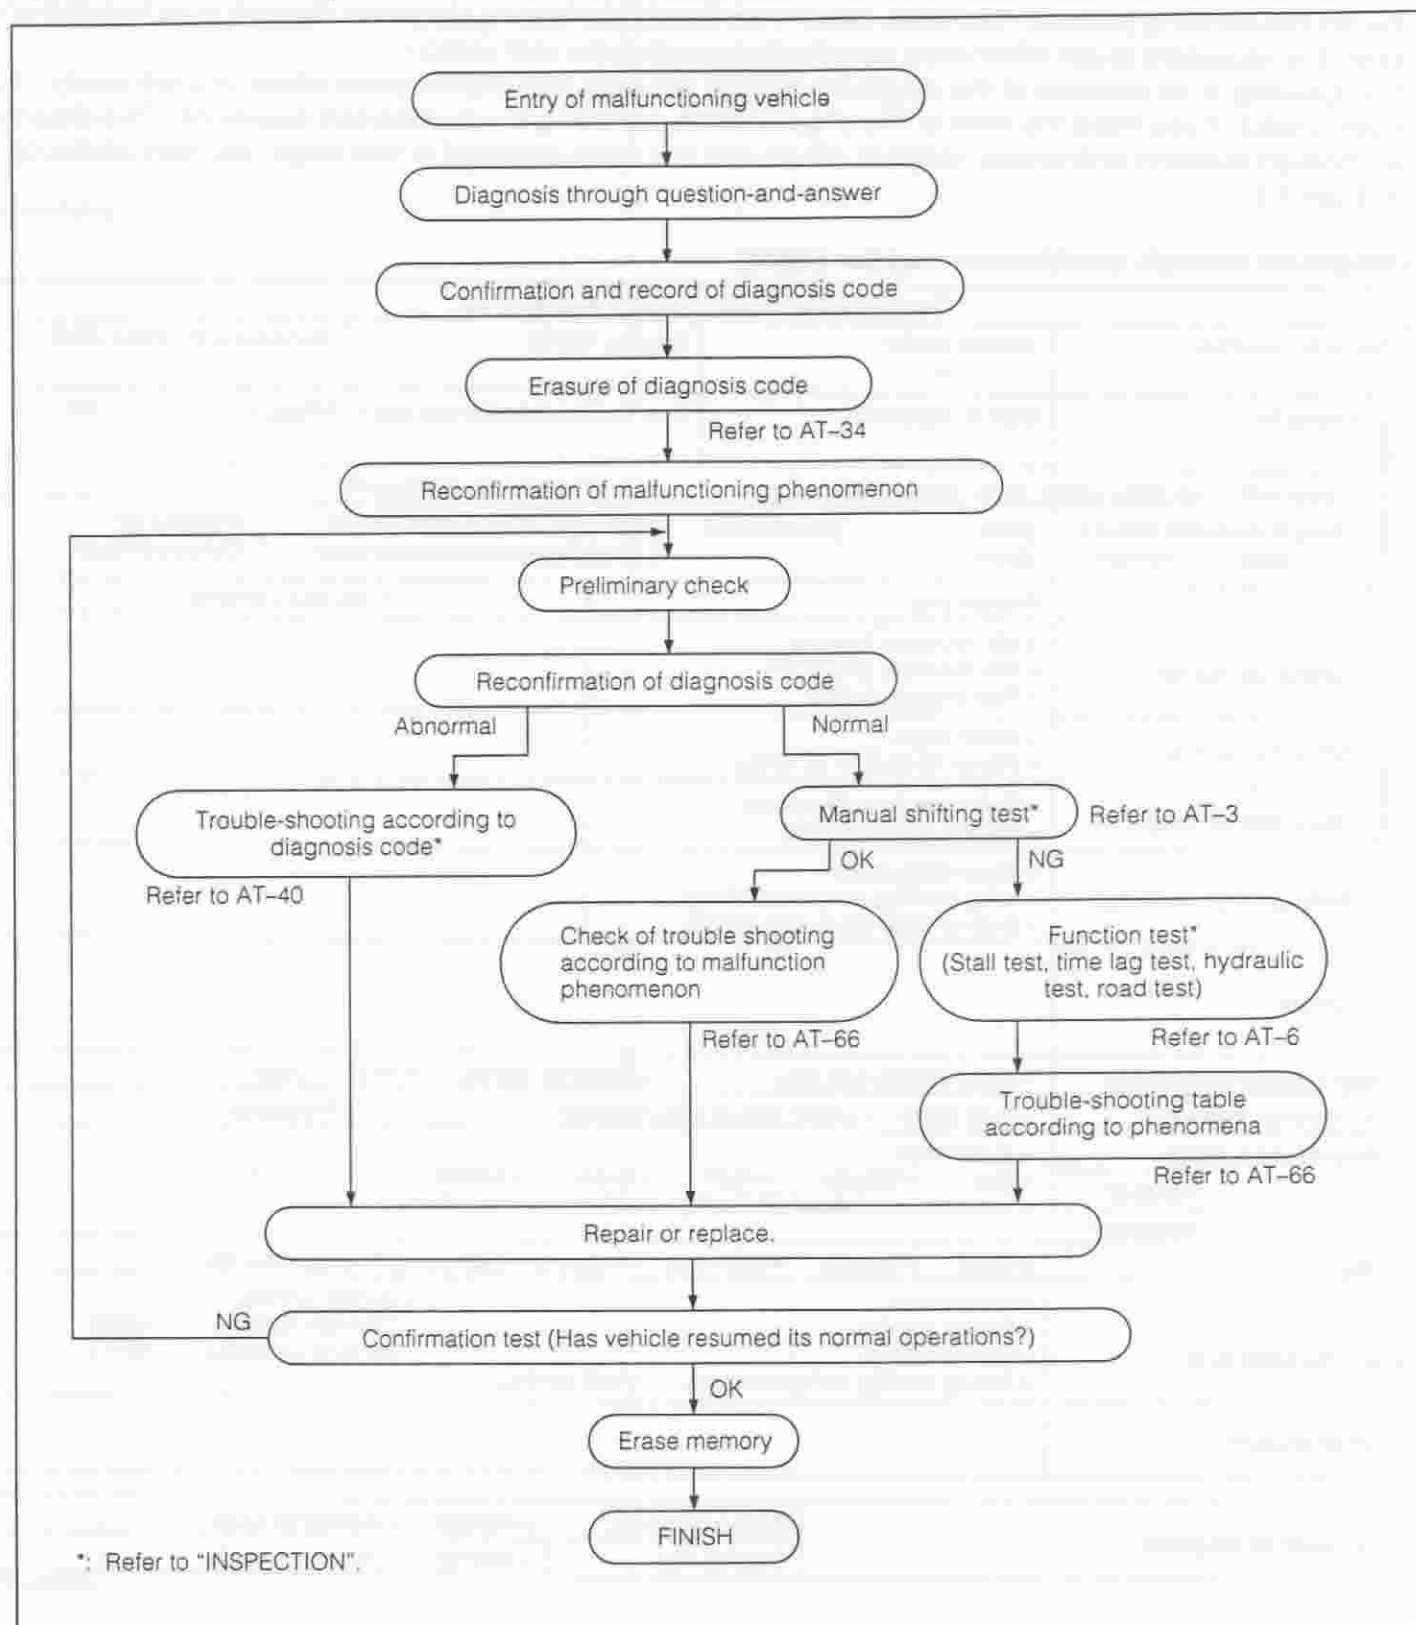 Entry of malfunctioning vehicle
Diagnosis through question-and-answer
Confirmation and record of diagnosis code
Erasure of diagnosis code
Refer to AT–34
Reconfirmation of malfunctioning phenomenon
Preliminary check
Reconfirmation of diagnosis code
Abnormal
Normal
Trouble-shooting according to
diagnosis code*
Refer to AT–40
Manual shifting test*
Refer to AT–3
OK
NG
Check of trouble shooting
according to malfunction
phenomenon
Refer to AT–66
Function test*
(Stall test, time lag test, hydraulic
test, road test)
Refer to AT–6
Trouble-shooting table
according to phenomena
Refer to AT–66
Repair or replace.
NG
Confirmation test (Has vehicle resumed its normal operations?)
OK
Erase memory
FINISH
*: Refer to “INSPECTION”.